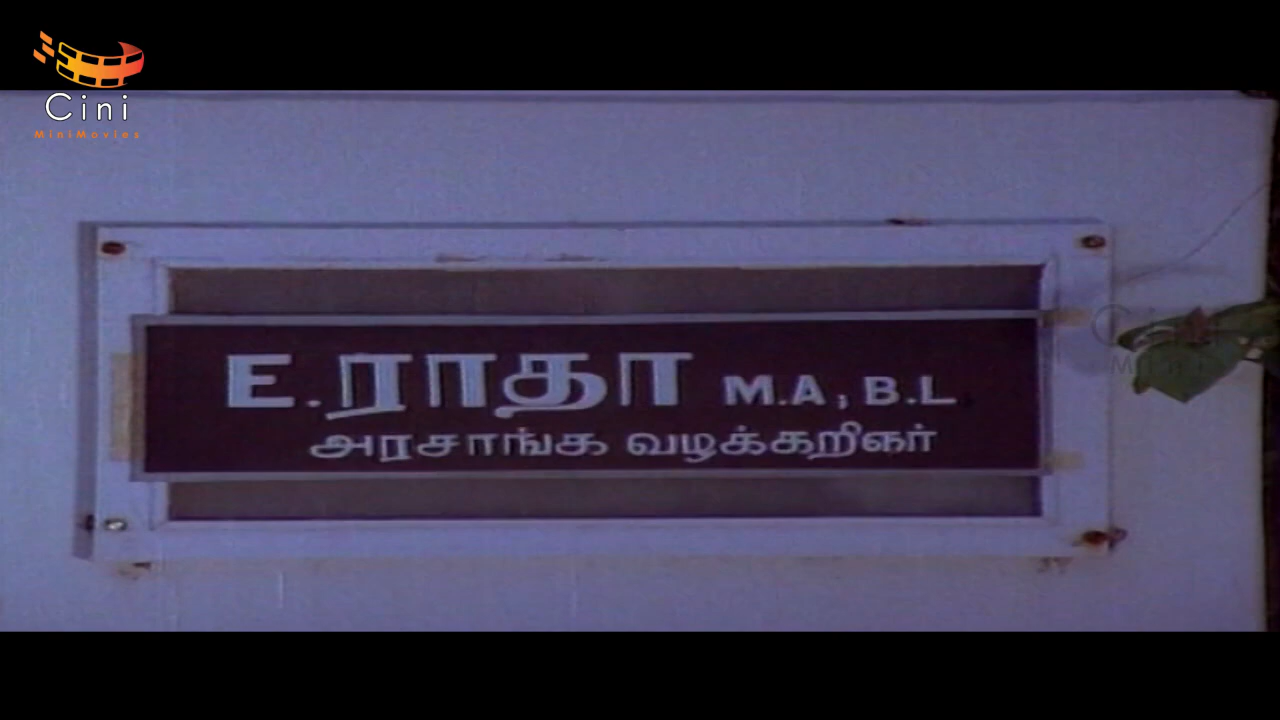 Cini
MiniMovies
E. ராதா M.A, B.L,
அரசாங்க வழக்கறிஞர்